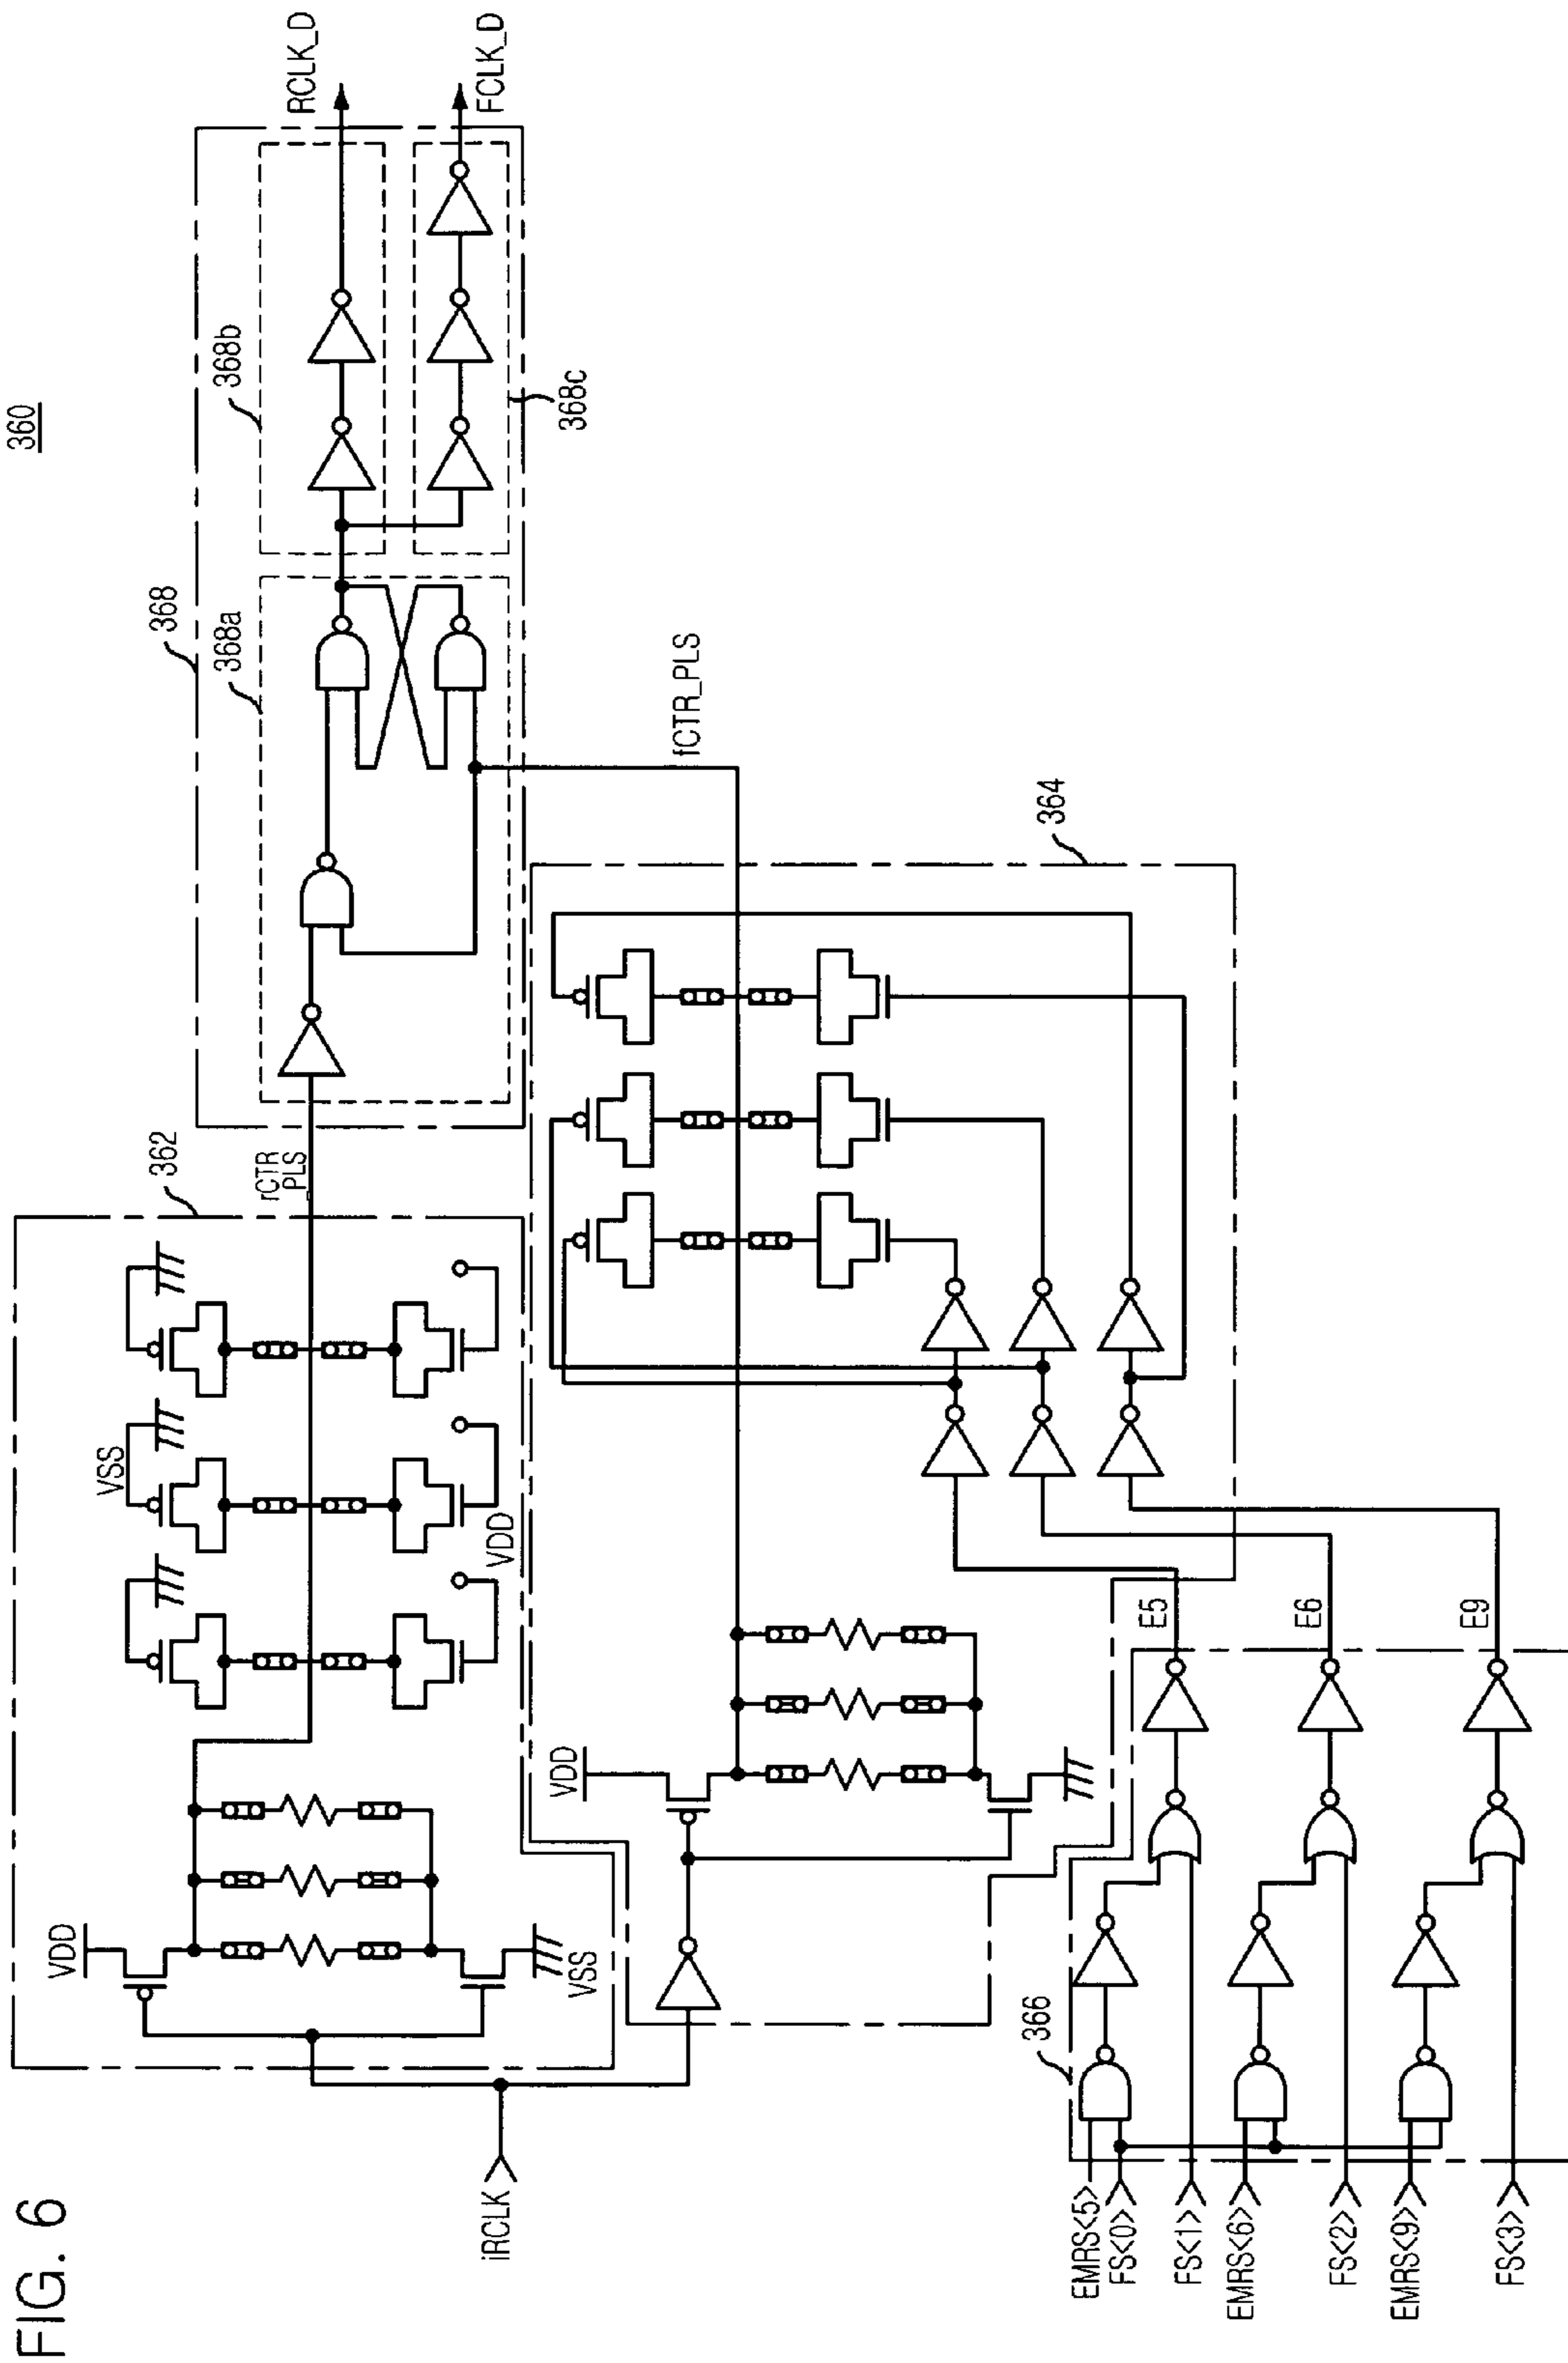 FIG. 6
360
VDD
VSS
VSS
VDD
362
rCTR
_PLS
368
368a
368b
368c
RCLK_D
FCLK_D
iRCLK
VDD
fCTR_PLS
364
366
EMRS<5>
FS<0>
FS<1>
EMRS<6>
FS<2>
EMRS<9>
FS<3>
E5
E6
E9